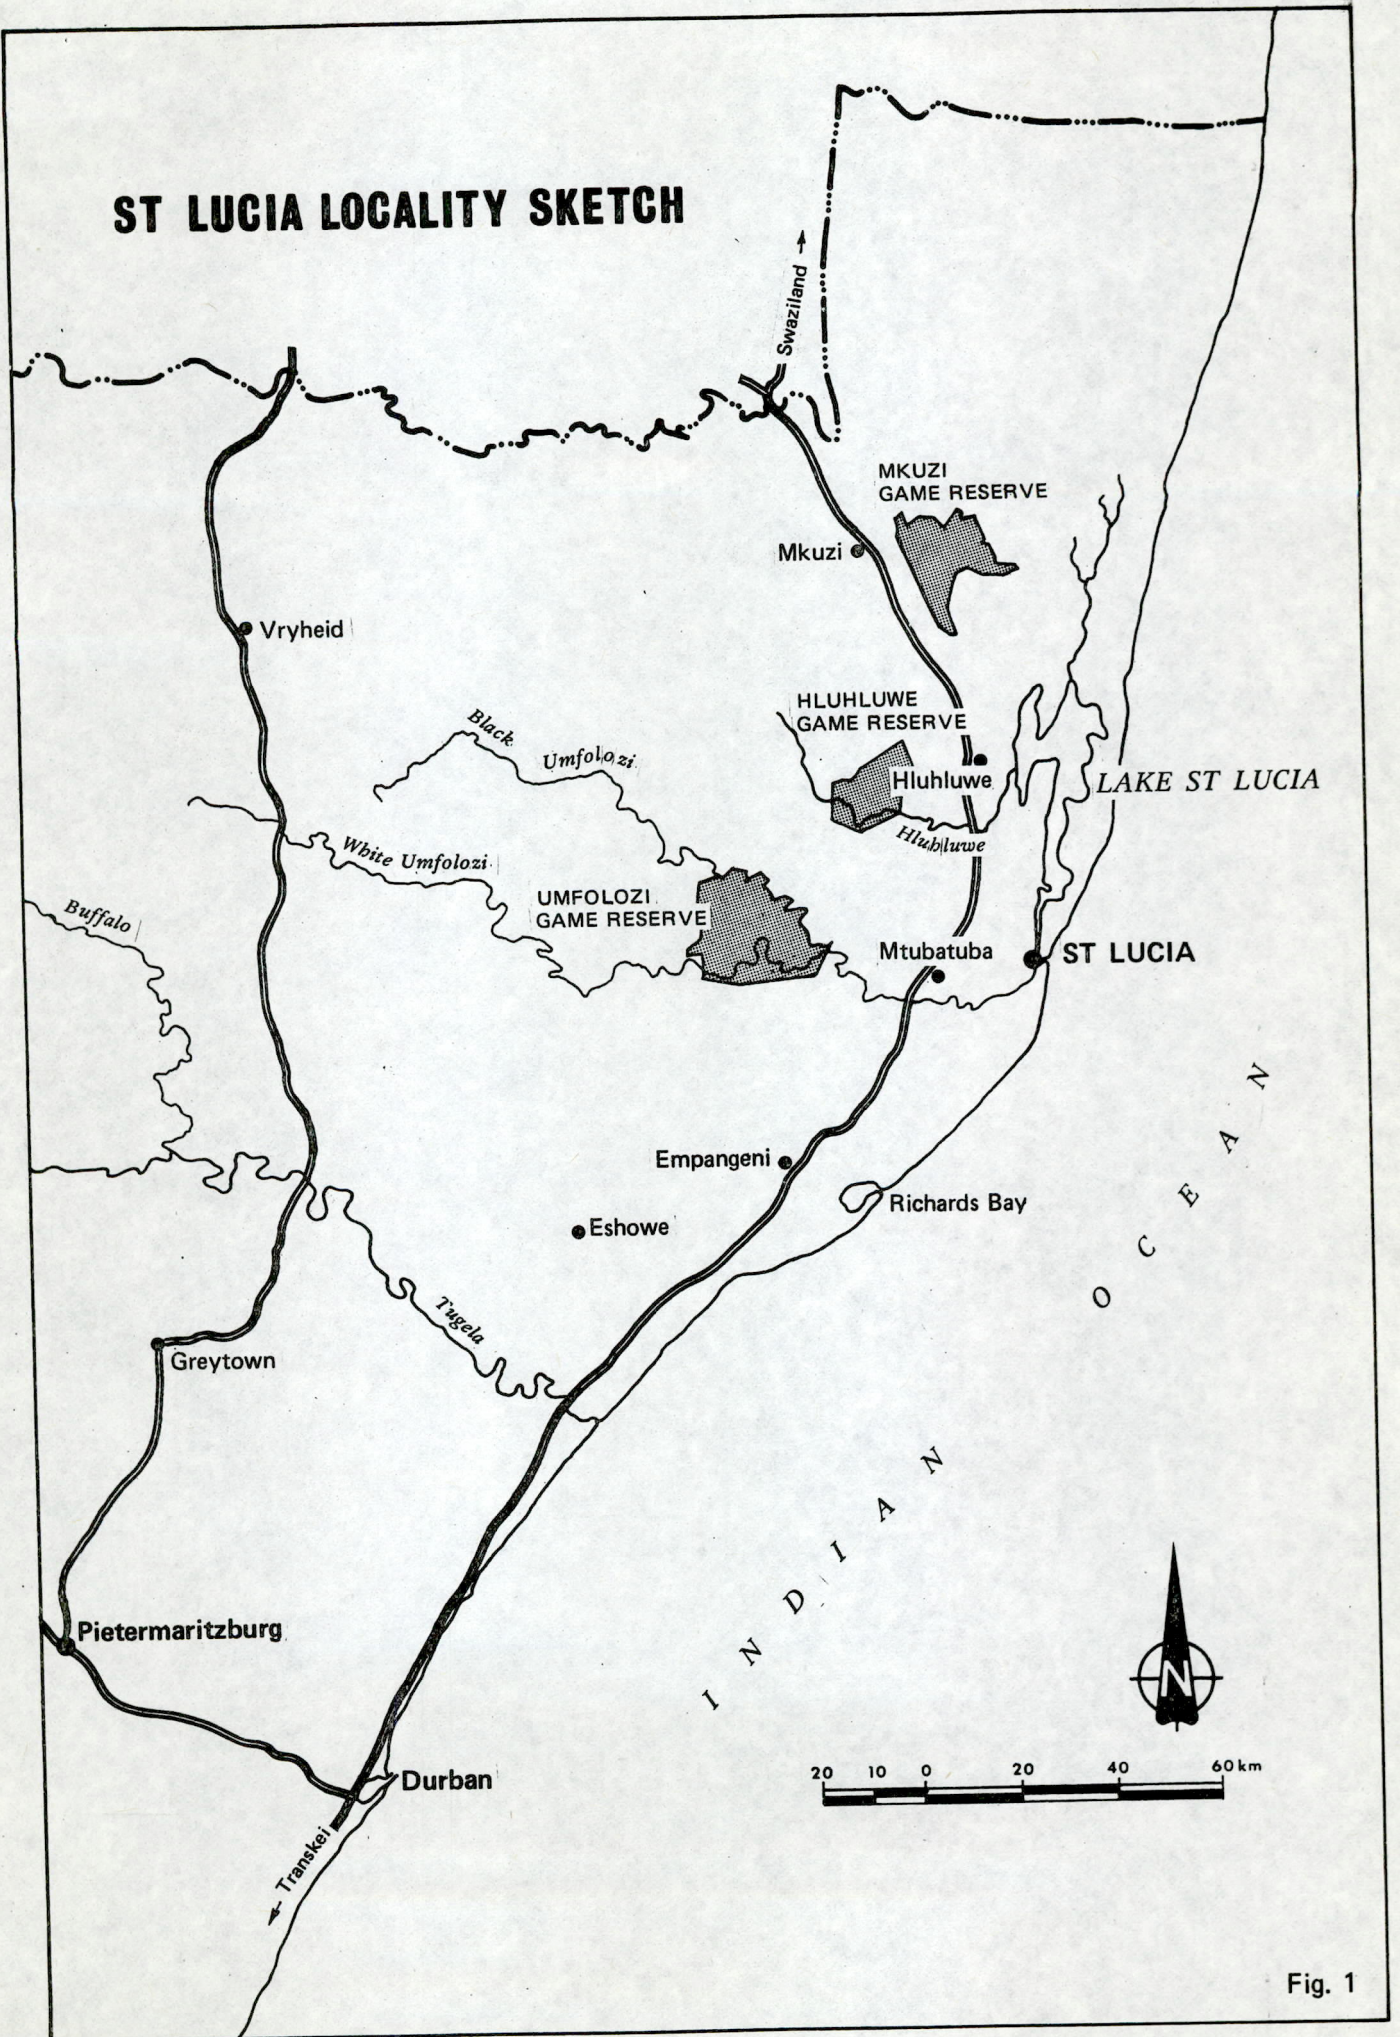 ST LUCIA LOCALITY SKETCH
Swaziland
MKUZI
GAME RESERVE
Mkuzi
Vryheid
HLUHLUWE
GAME RESERVE
Black Umfolozi
Hluhluwe
LAKE ST LUCIA
Hluhluwe
White Umfolozi
UMFOLOZI
GAME RESERVE
Buffalo
Mtubatuba
ST LUCIA
Empangeni
Richards Bay
Eshowe
Tugela
Greytown
INDIAN OCEAN
Pietermaritzburg
N
20 10 0 20 40 60 km
Durban
Transkei
Fig. 1